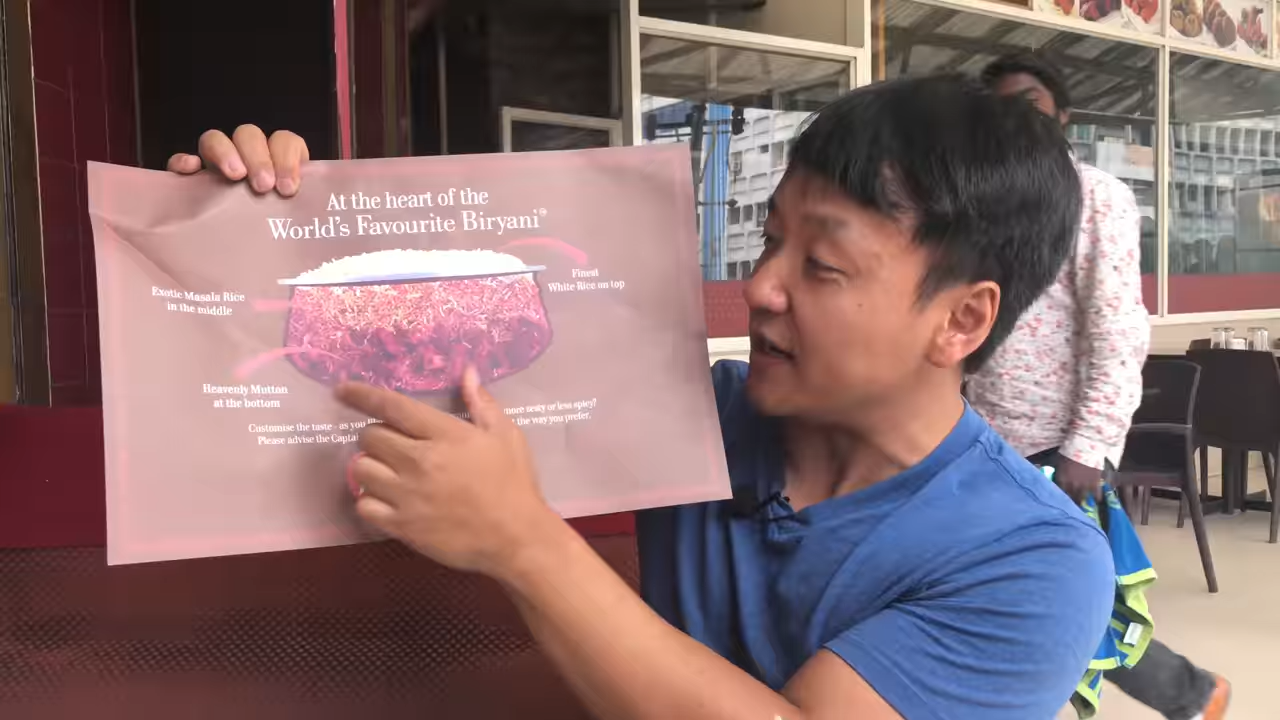 At the heart of the
World's Favourite Biryani®
Exotic Masala Rice
in the middle
Finest
White Rice on top
Heavenly Mutton
at the bottom
Customise the taste - as you more zesty or less spicy?
Please advise the Captain the way you prefer.